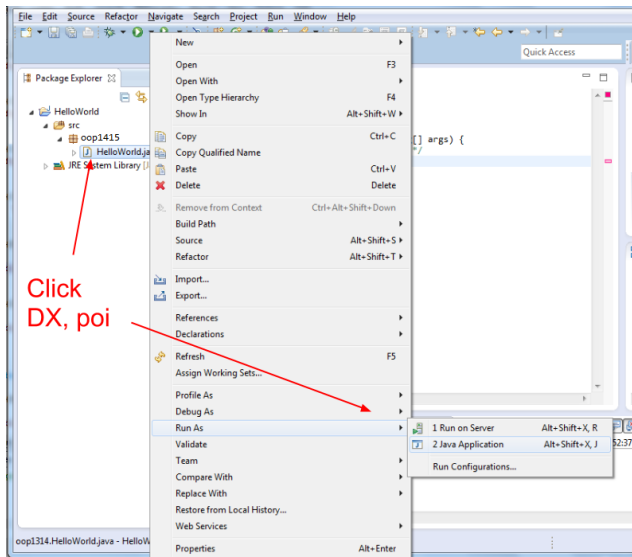 File Edit Source Refactor Navigate Search Project Run Window Help
Quick Access
Package Explorer
HelloWorld
src
oop1415
HelloWorld.ja
JRE System Library [J
[] args) {
*/
New
Open F3
Open With
Open Type Hierarchy F4
Show In Alt+Shift+W
Copy Ctrl+C
Copy Qualified Name
Paste Ctrl+V
Delete Delete
Remove from Context Ctrl+Alt+Shift+Down
Build Path
Source Alt+Shift+S
Refactor Alt+Shift+T
Import...
Export...
References
Declarations
Refresh F5
Assign Working Sets...
Profile As
Debug As
Run As
Validate
Team
Compare With
Replace With
Restore from Local History...
Web Services
Properties Alt+Enter
1 Run on Server Alt+Shift+X, R
2 Java Application Alt+Shift+X, J
Run Configurations...
52:37
Click
DX, poi
oop1314.HelloWorld.java - HelloW